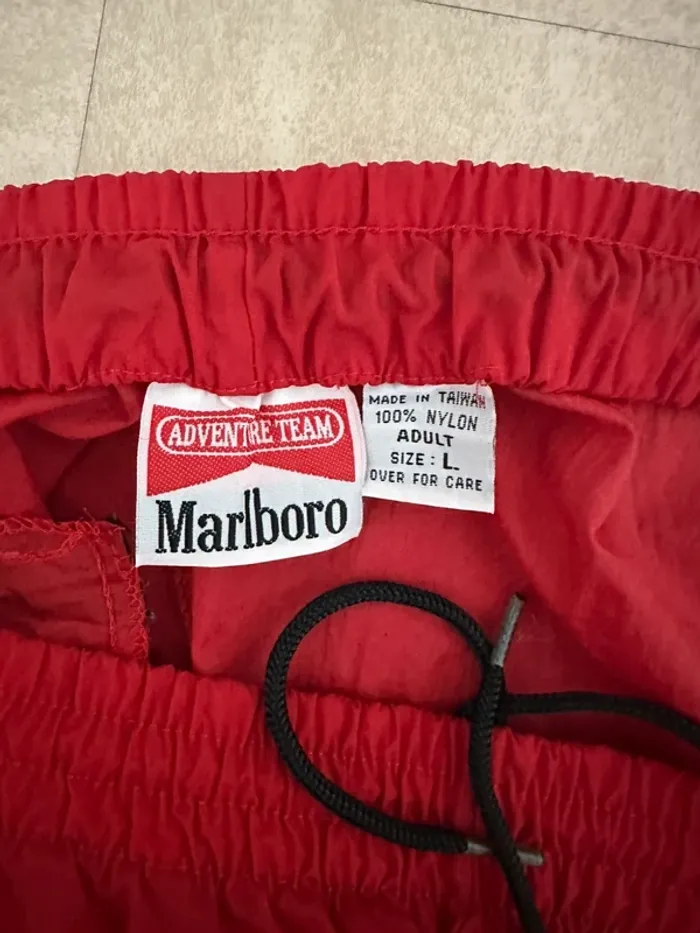 ADVENTRE TEAM
Marlboro
MADE IN TAIWAN
100% NYLON
ADULT
SIZE : L
OVER FOR CARE